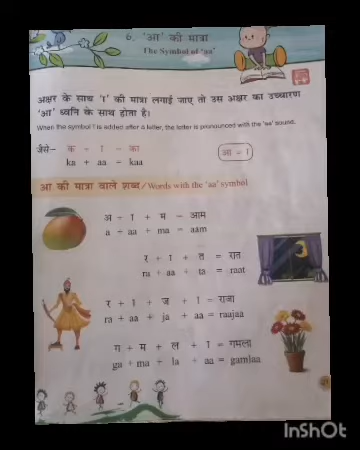 6. 'आ' की मात्रा
The Symbol of 'aa'
अक्षर के साथ 'ा' की मात्रा लगाई जाए तो उस अक्षर का उच्चारण
'आ' ध्वनि के साथ होता है।
When the symbol ा is added after a letter, the latter is pronounced with the 'aa' sound.
जैसे– क + ा = का
ka + aa = kaa
आ = ा
आ की मात्रा वाले शब्द/Words with the 'aa' symbol
अ + ा + म = आम
a + aa + ma = aam
र + ा + त = रात
ra + aa + ta = raat
र + ा + ज + ा = राजा
ra + aa + ja + aa = raajaa
ग + म + ल + ा = गमला
ga + ma + la + aa = gamlaa
InShOt